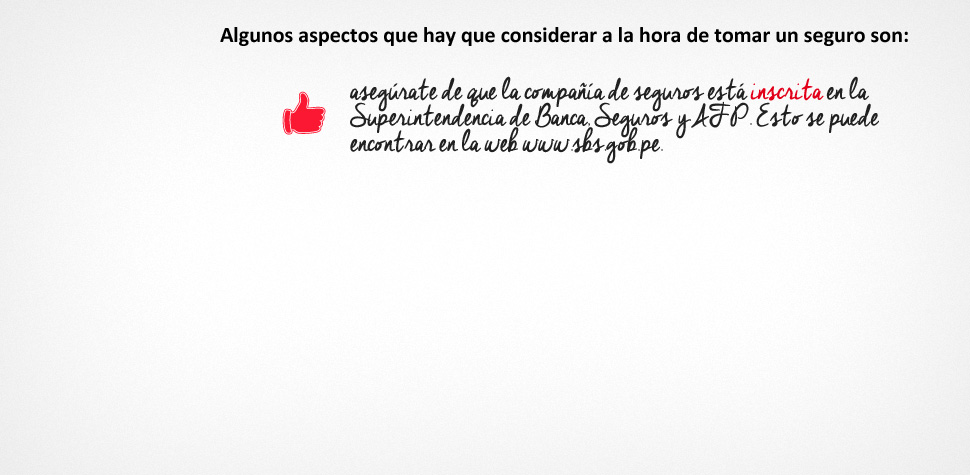 Algunos aspectos que hay que considerar a la hora de tomar un seguro son:
asegúrate de que la compañía de seguros está inscrita en la
Superintendencia de Banca, Seguros y AFP. Esto se puede
encontrar en la web www.sbs.gob.pe.